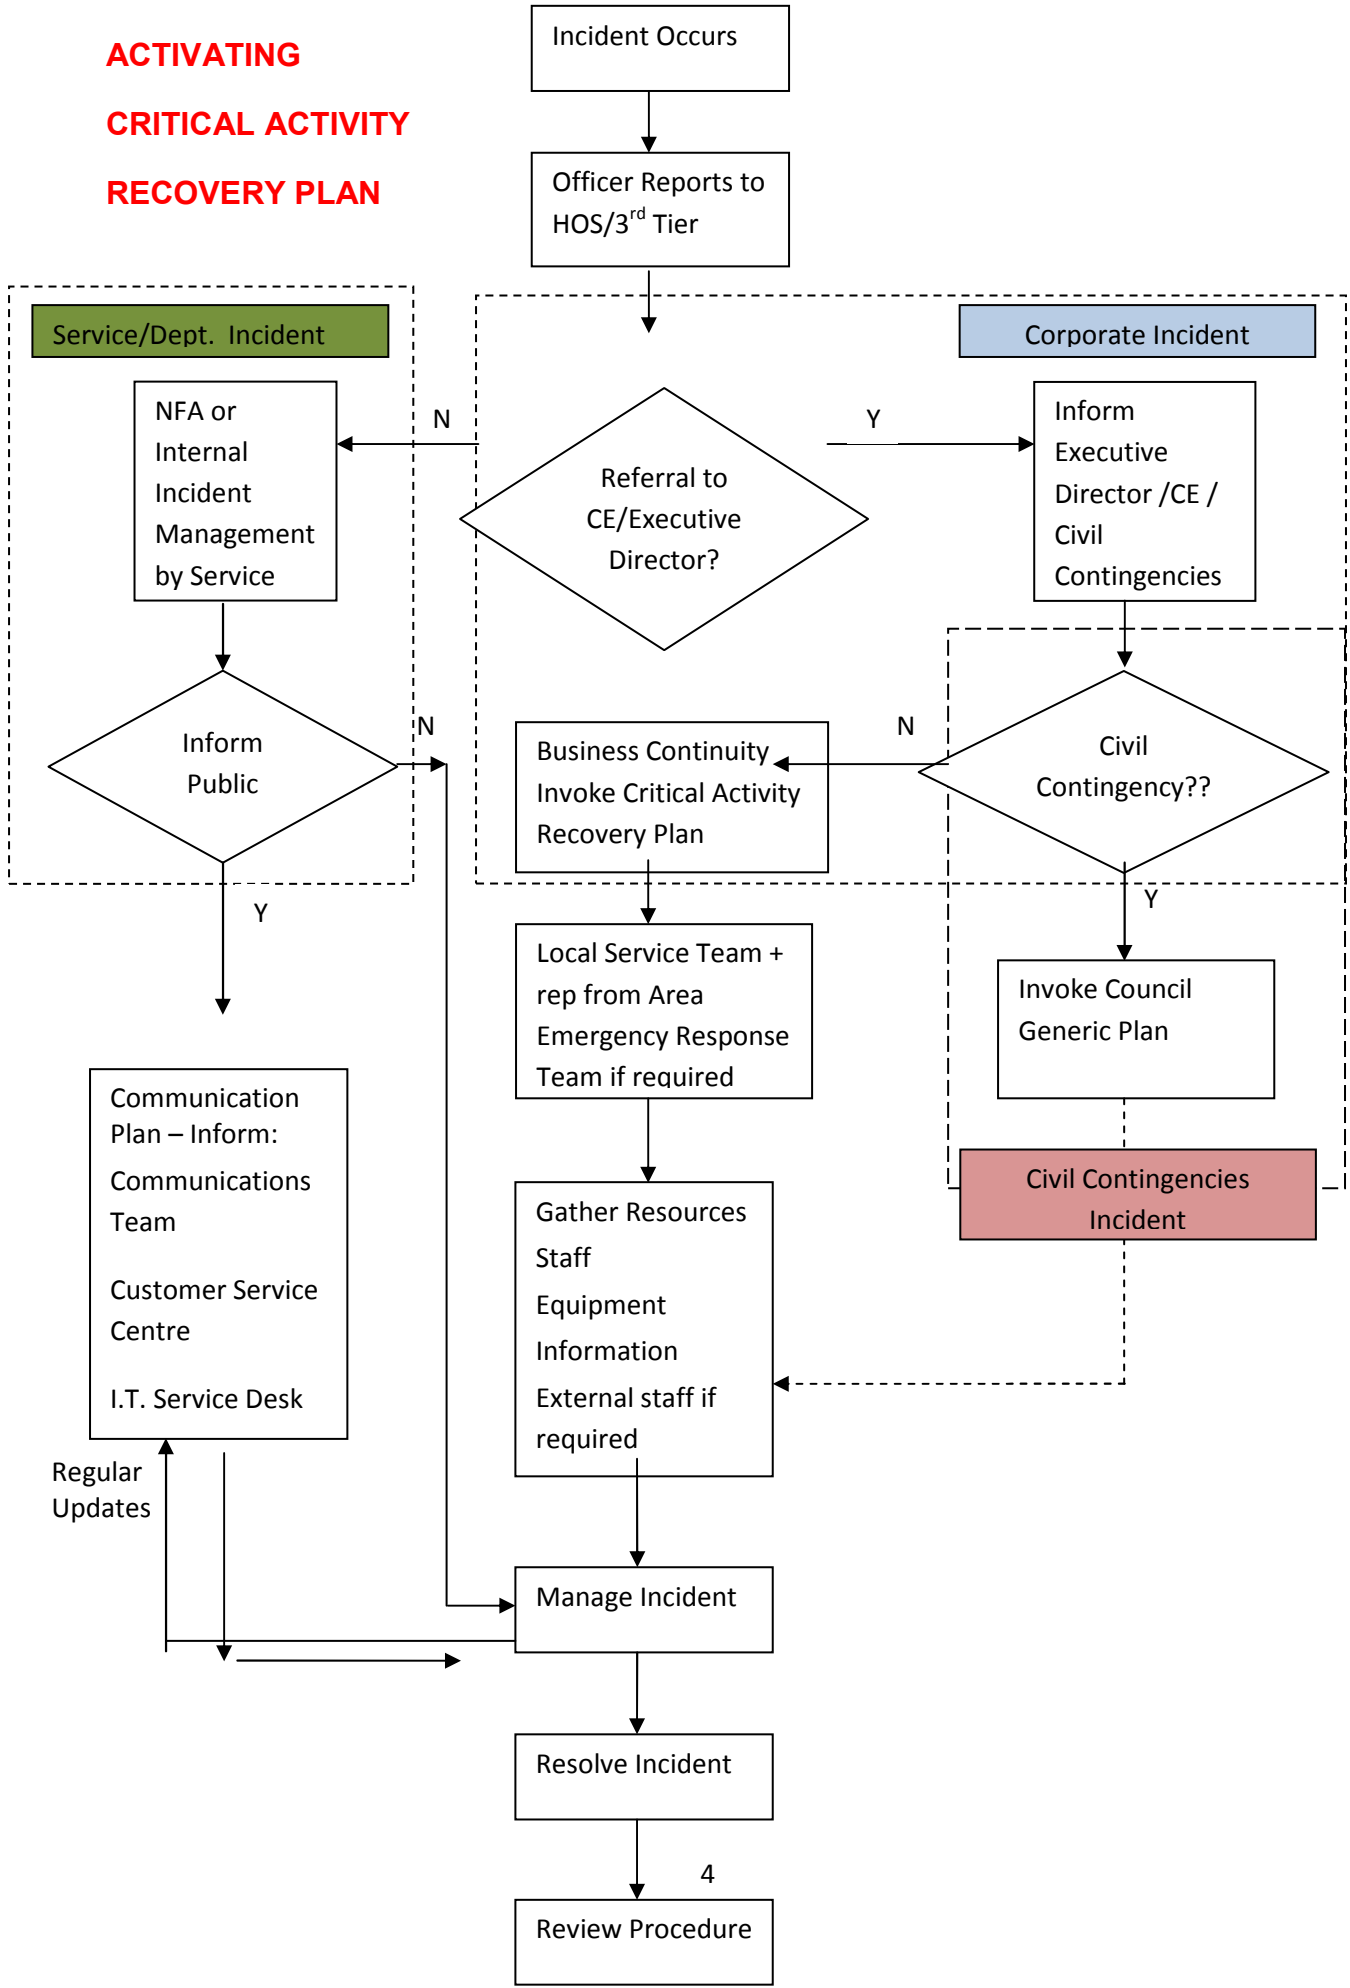 ACTIVATING
CRITICAL ACTIVITY
RECOVERY PLAN
Incident Occurs
Officer Reports to
HOS/3rd Tier
Service/Dept. Incident
Corporate Incident
NFA or
Internal
Incident
Management
by Service
N
Referral to
CE/Executive
Director?
Y
Inform
Executive
Director /CE /
Civil
Contingencies
Inform
Public
N
Y
Business Continuity
Invoke Critical Activity
Recovery Plan
N
Civil
Contingency??
Y
Local Service Team +
rep from Area
Emergency Response
Team if required
Invoke Council
Generic Plan
Communication
Plan – Inform:
Communications
Team
Customer Service
Centre
I.T. Service Desk
Civil Contingencies
Incident
Gather Resources
Staff
Equipment
Information
External staff if
required
Regular
Updates
Manage Incident
Resolve Incident
4
Review Procedure